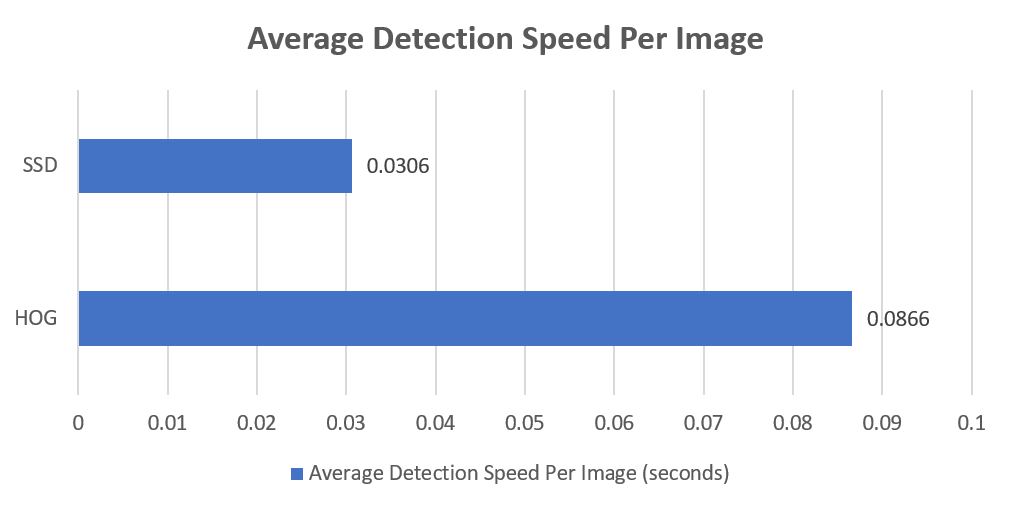 Average Detection Speed Per Image
SSD
0.0306
HOG
0.0866
0 0.01 0.02 0.03 0.04 0.05 0.06 0.07 0.08 0.09 0.1
Average Detection Speed Per Image (seconds)